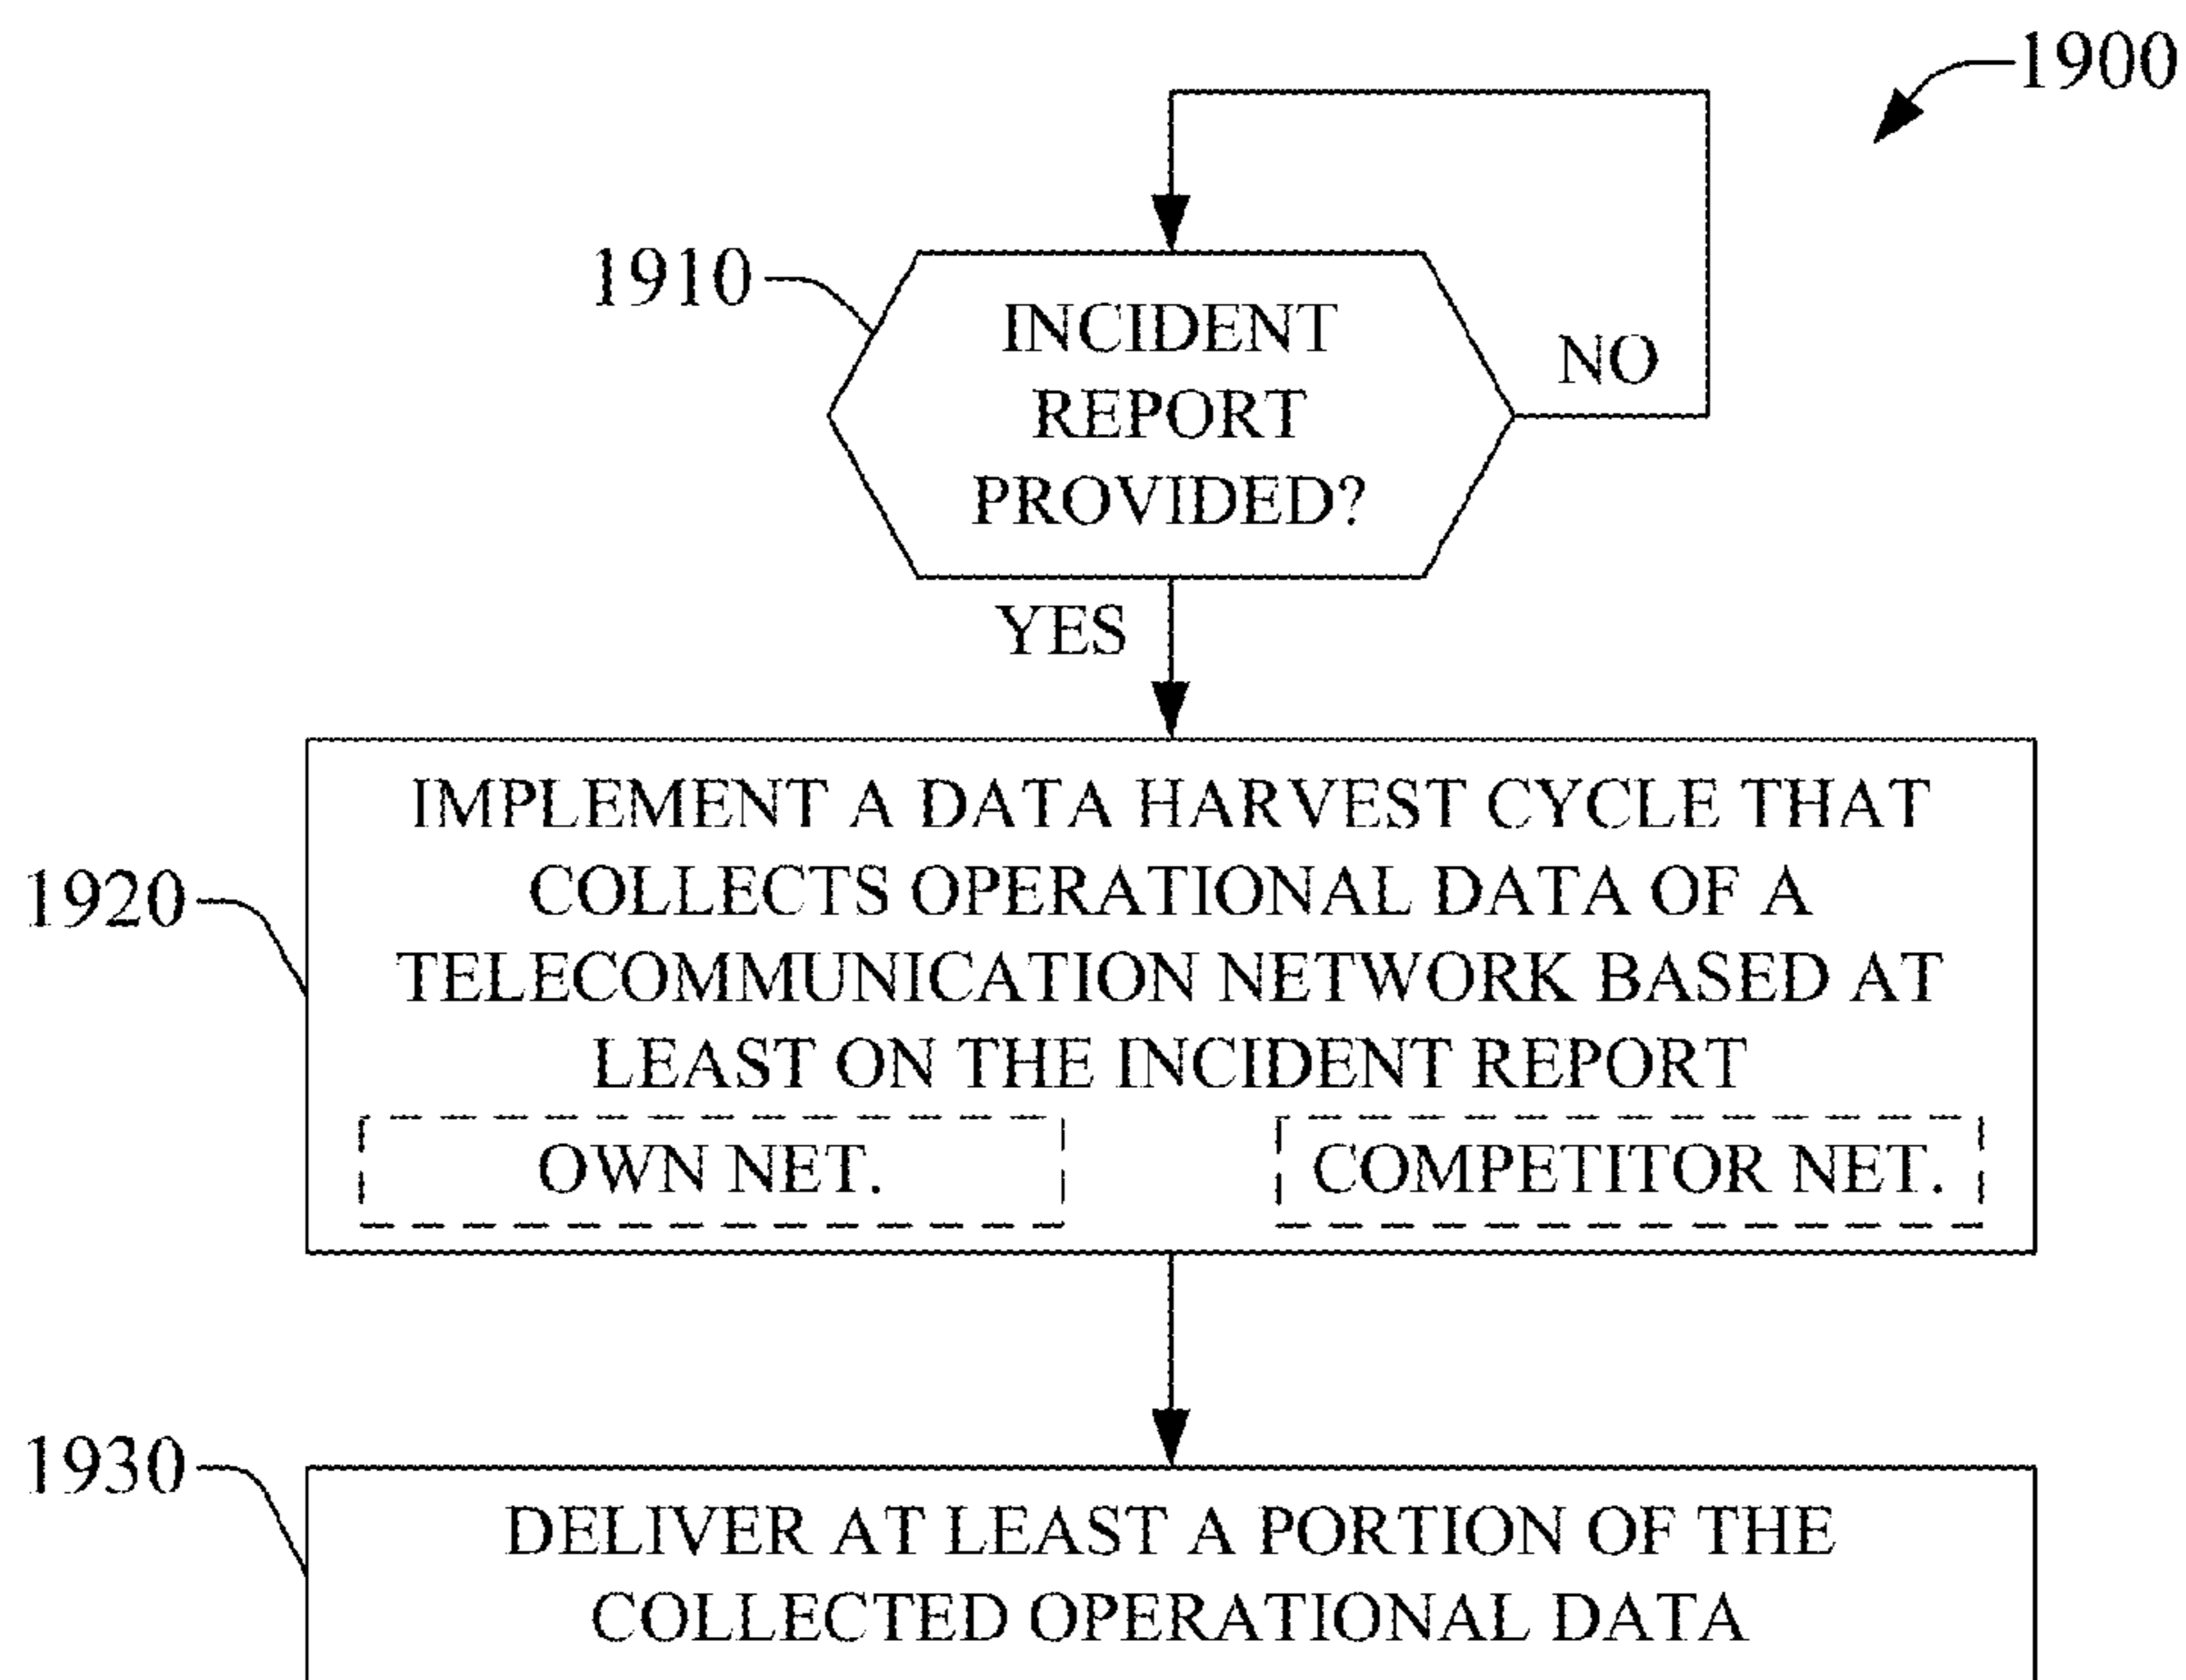 1900
1910
INCIDENT
REPORT
PROVIDED?
NO
YES
1920
IMPLEMENT A DATA HARVEST CYCLE THAT
COLLECTS OPERATIONAL DATA OF A
TELECOMMUNICATION NETWORK BASED AT
LEAST ON THE INCIDENT REPORT
OWN NET.
COMPETITOR NET.
1930
DELIVER AT LEAST A PORTION OF THE
COLLECTED OPERATIONAL DATA